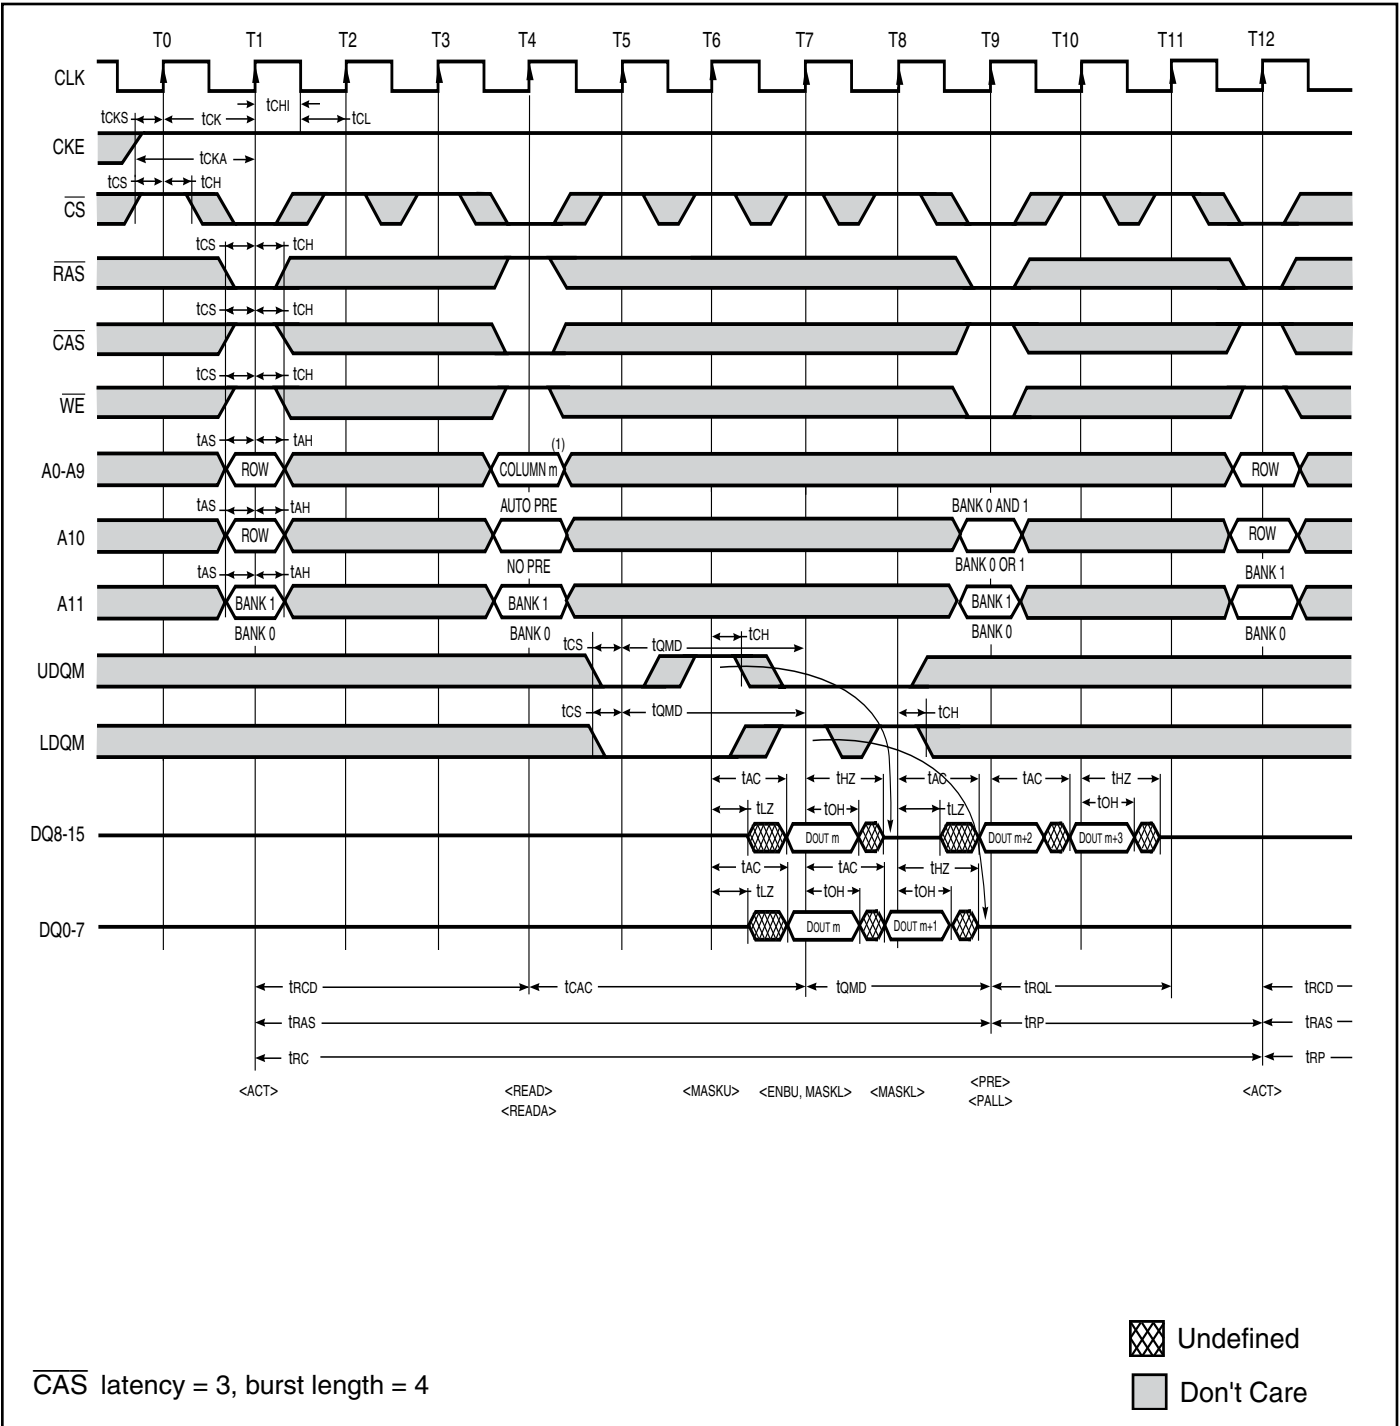 T0 T1 T2 T3 T4 T5 T6 T7 T8 T9 T10 T11 T12
CLK
tCHI
tCKS tCK tCL
CKE
tCKA
tCS tCH
CS
tCS tCH
RAS
tCS tCH
CAS
tCS tCH
WE
tAS tAH (1)
A0-A9 ROW COLUMN m ROW
tAS tAH AUTO PRE BANK 0 AND 1
A10 ROW ROW
tAS tAH NO PRE BANK 0 OR 1 BANK 1
A11 BANK 1 BANK 1 BANK 1
BANK 0 BANK 0 BANK 0 BANK 0
tCS tQMD tCH
UDQM
tCS tQMD tCH
LDQM
tAC tHZ tAC tAC tHZ
tLZ tOH tLZ tOH
DQ8-15 DOUT m DOUT m+2 DOUT m+3
tAC tAC tHZ
tLZ tOH tOH
DQ0-7 DOUT m DOUT m+1
tRCD tCAC tQMD tRQL tRCD
tRAS tRP tRAS
tRC tRP
<ACT> <READ> <MASKU> <ENBU, MASKL> <MASKL> <PRE> <ACT>
<READA> <PALL>
Undefined
CAS latency = 3, burst length = 4
Don't Care